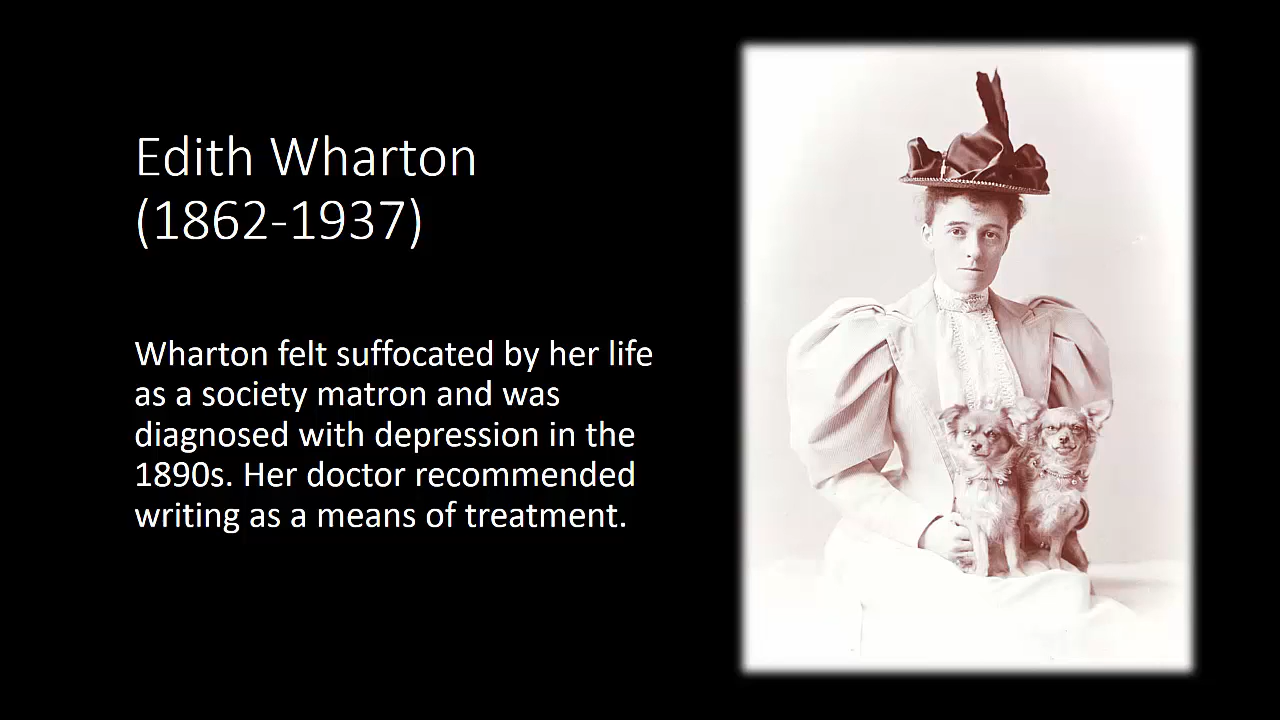 Edith Wharton
(1862-1937)
Wharton felt suffocated by her life
as a society matron and was
diagnosed with depression in the
1890s. Her doctor recommended
writing as a means of treatment.